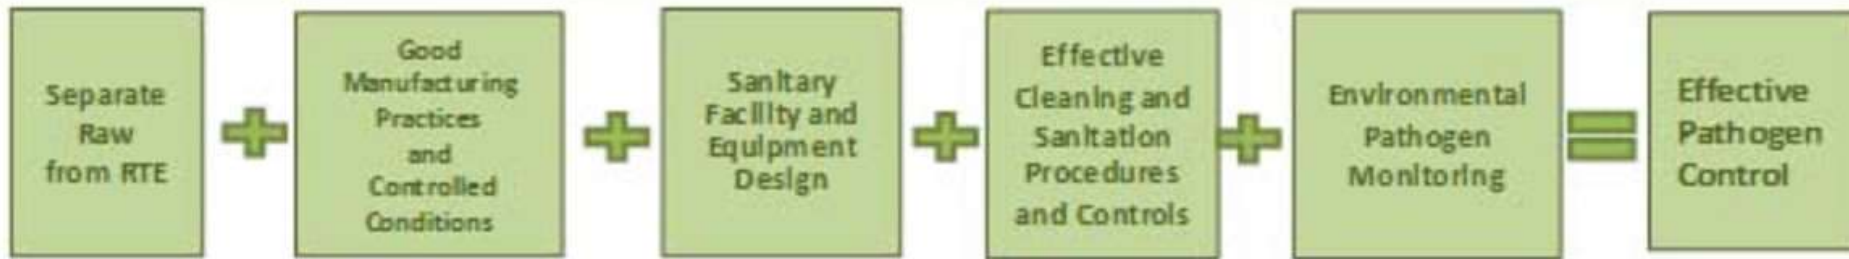 Separate
Raw
from RTE
Good
Manufacturing
Practices
and
Controlled
Conditions
Sanitary
Facility and
Equipment
Design
Effective
Cleaning and
Sanitation
Procedures
and Controls
Environmental
Pathogen
Monitoring
Effective
Pathogen
Control